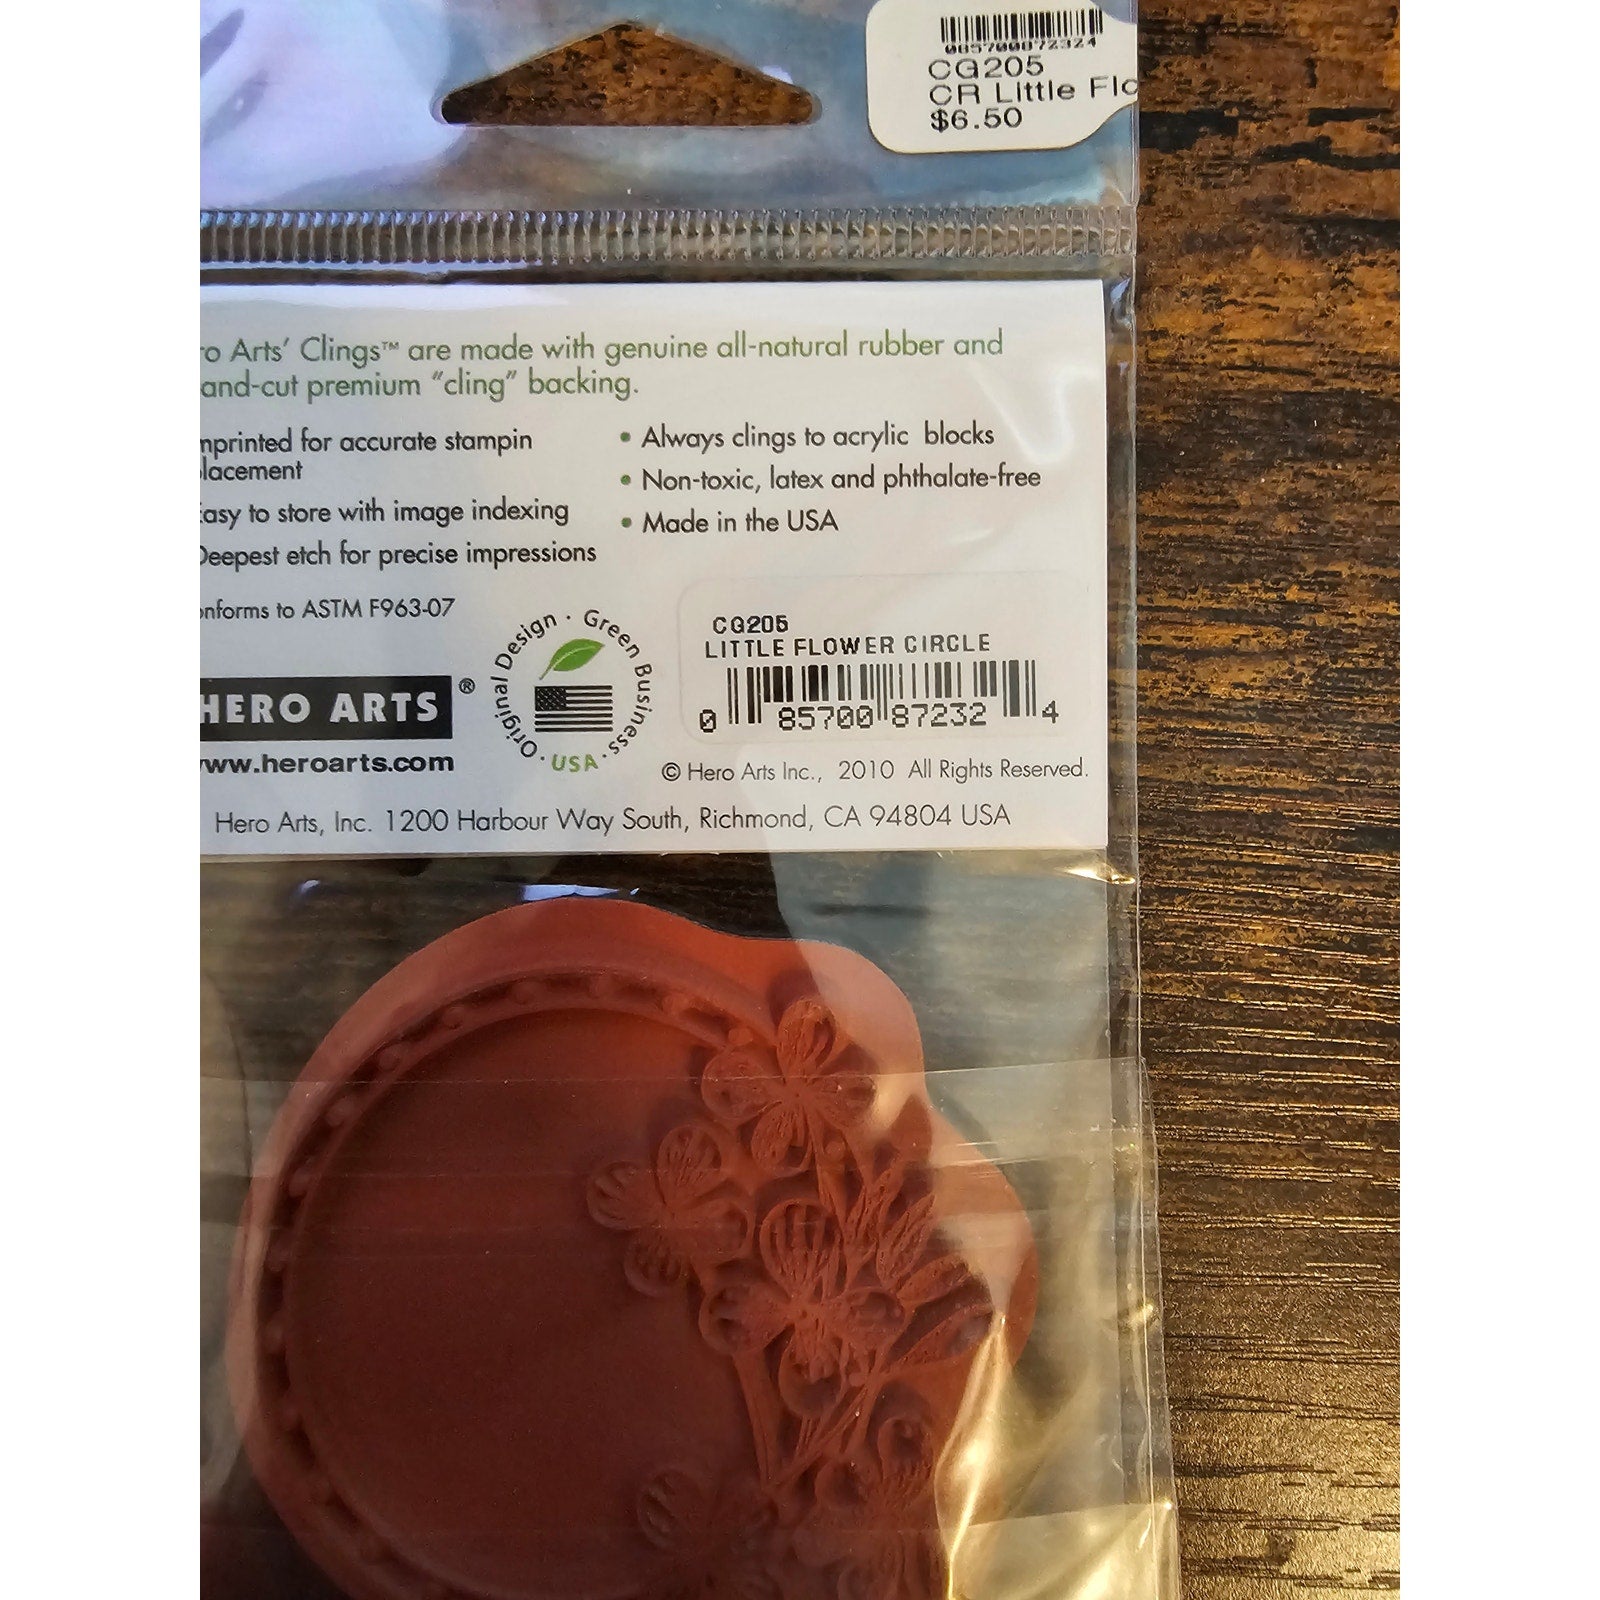 085700872324
CG205
CR Little Flo
$6.50
ro Arts’ Clings™ are made with genuine all-natural rubber and
and-cut premium “cling” backing.
mprinted for accurate stampin
lacement
Easy to store with image indexing
Deepest etch for precise impressions
• Always clings to acrylic blocks
• Non-toxic, latex and phthalate-free
• Made in the USA
onforms to ASTM F963-07
HERO ARTS ®
www.heroarts.com
Original Design · Green Business · USA ·
CG205
LITTLE FLOWER CIRCLE
0 85700 87232 4
© Hero Arts Inc., 2010 All Rights Reserved.
Hero Arts, Inc. 1200 Harbour Way South, Richmond, CA 94804 USA